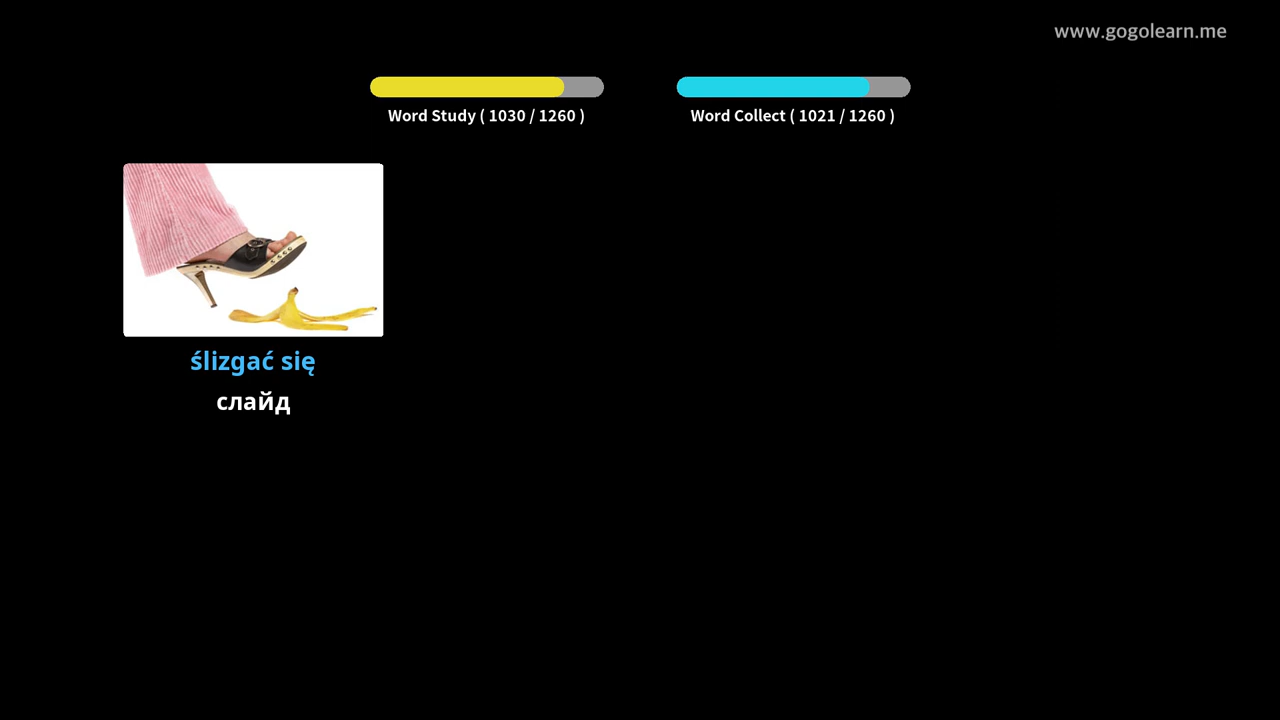 www.gogolearn.me
Word Study ( 1030 / 1260 )
Word Collect ( 1021 / 1260 )
ślizgać się
слайд